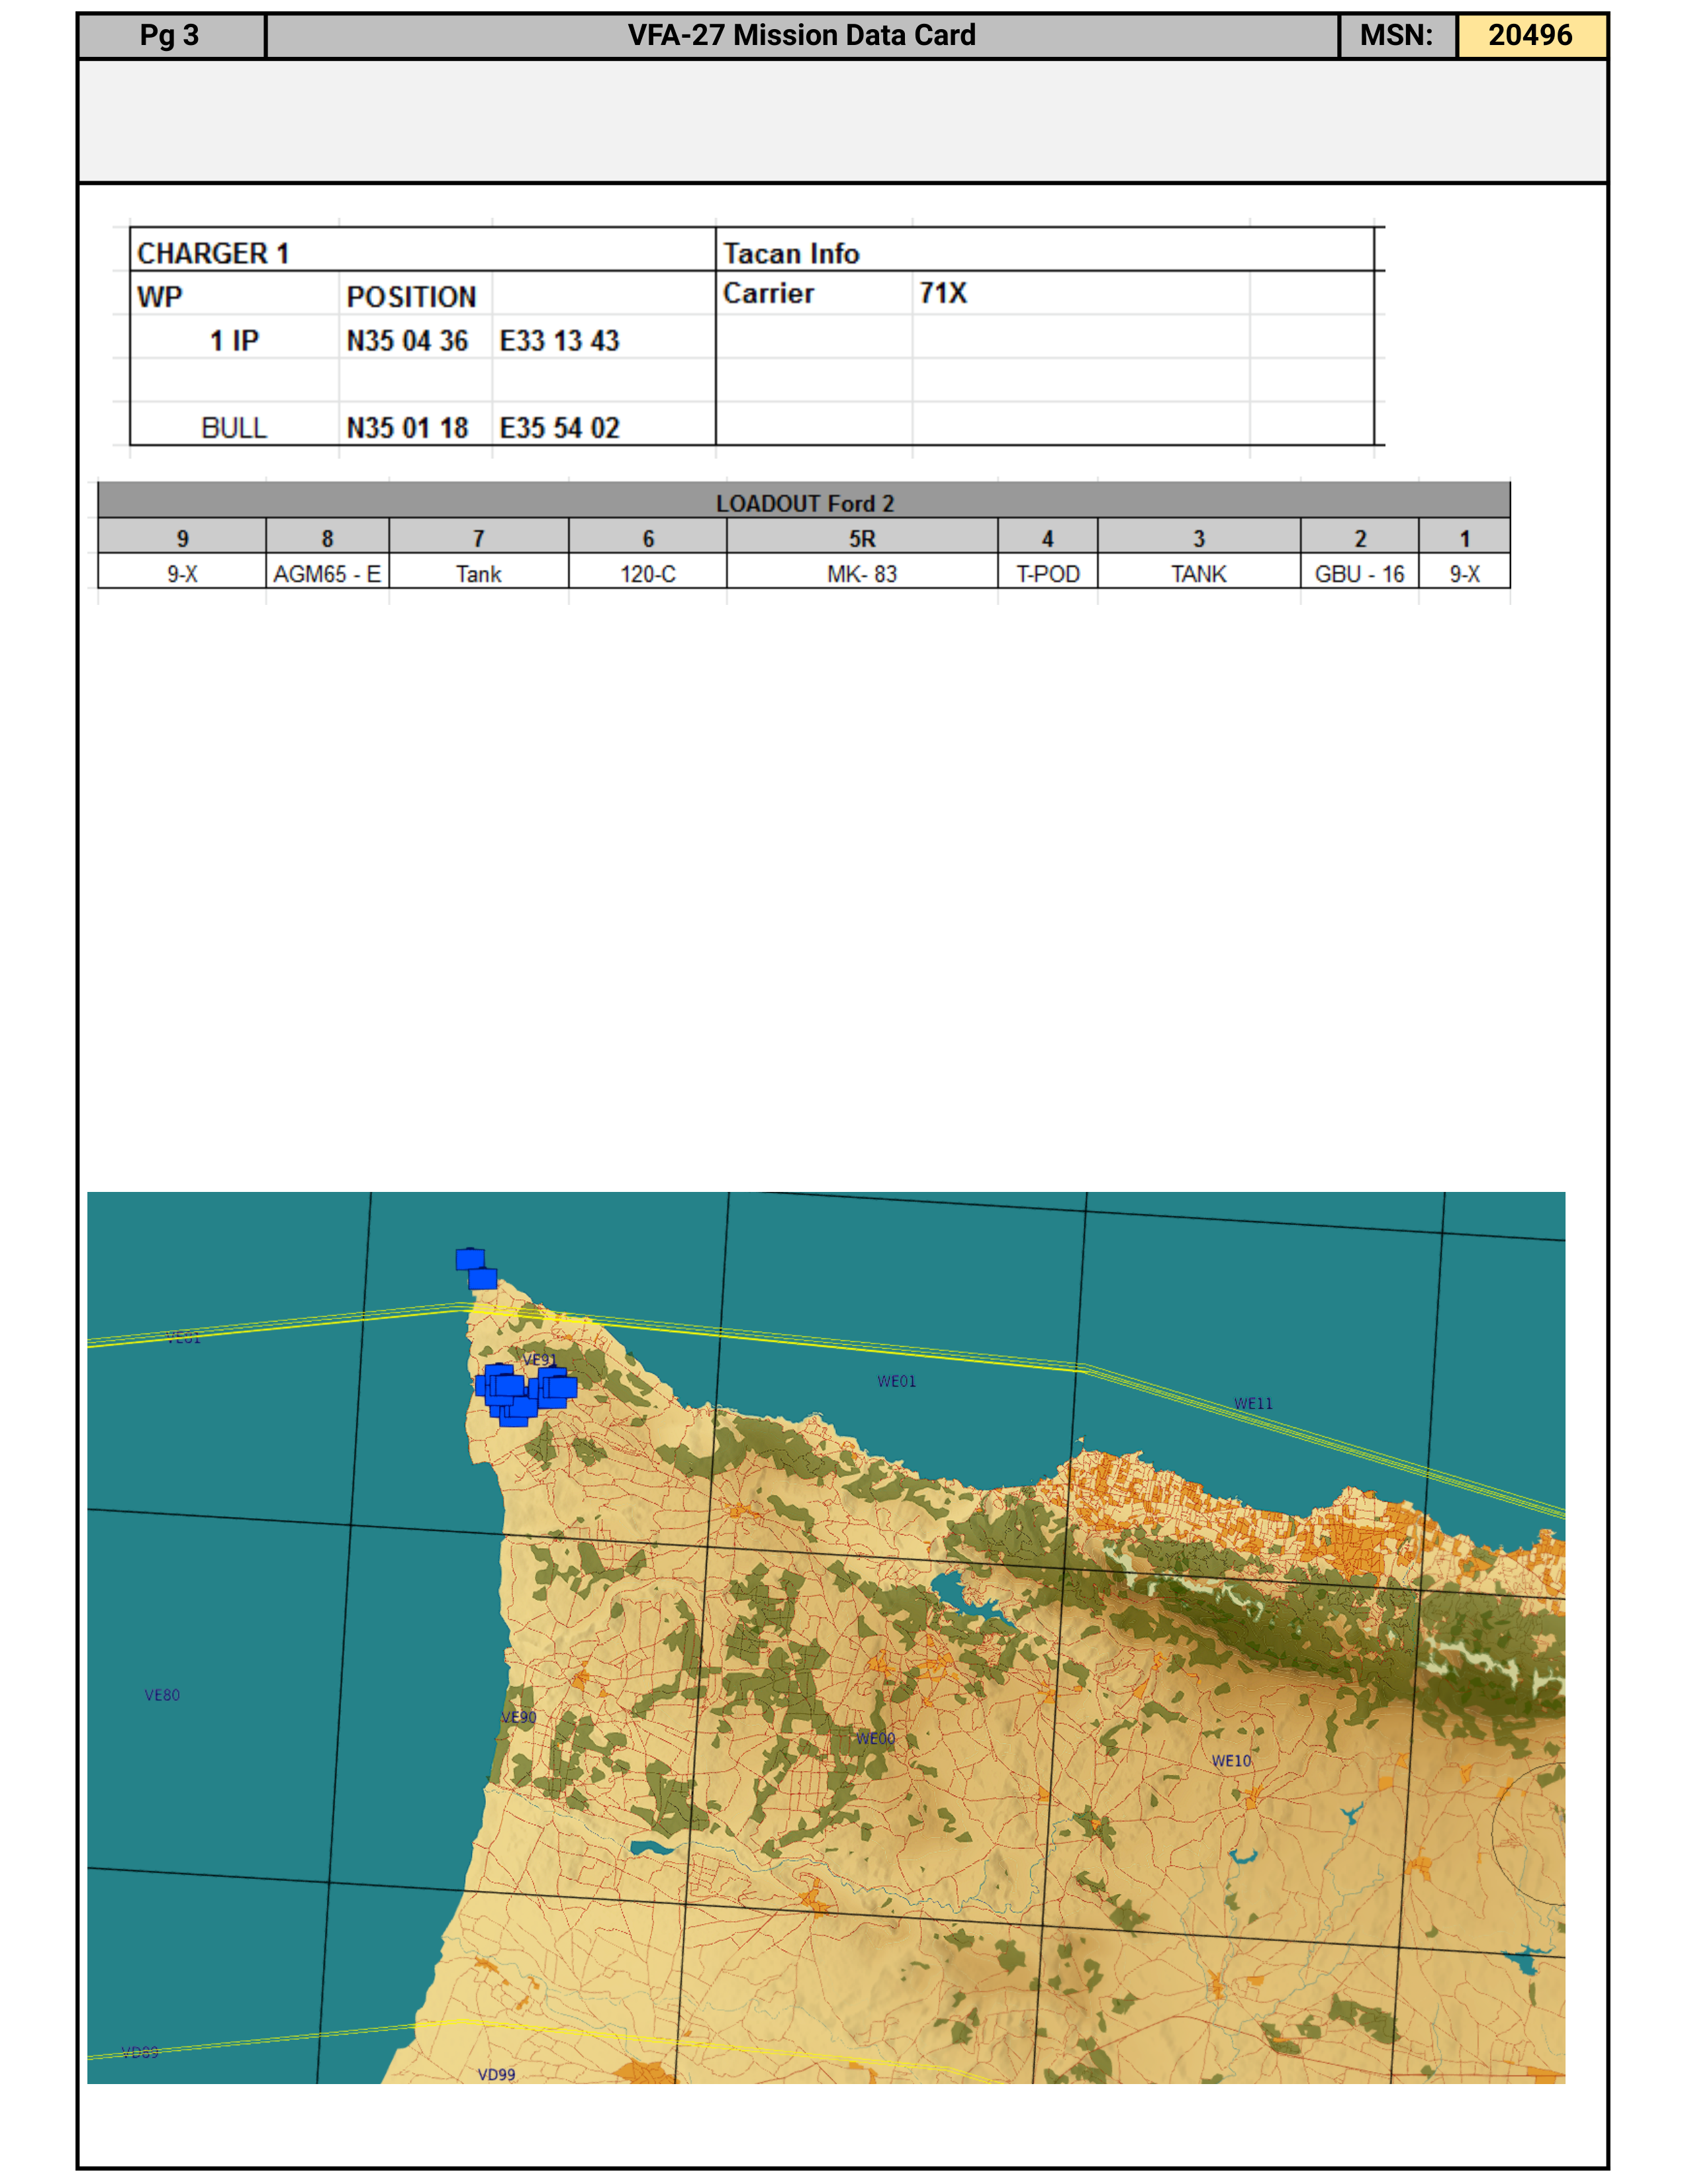 Pg 3 VFA-27 Mission Data Card MSN: 20496
CHARGER 1 Tacan Info
WP POSITION Carrier 71X
1 IP N35 04 36 E33 13 43
BULL N35 01 18 E35 54 02
LOADOUT Ford 2
9 8 7 6 5R 4 3 2 1
9-X AGM65 - E Tank 120-C MK- 83 T-POD TANK GBU - 16 9-X
VE81
VE91
WE01
WE11
VE80
VE90
WE00
WE10
VD89
VD99